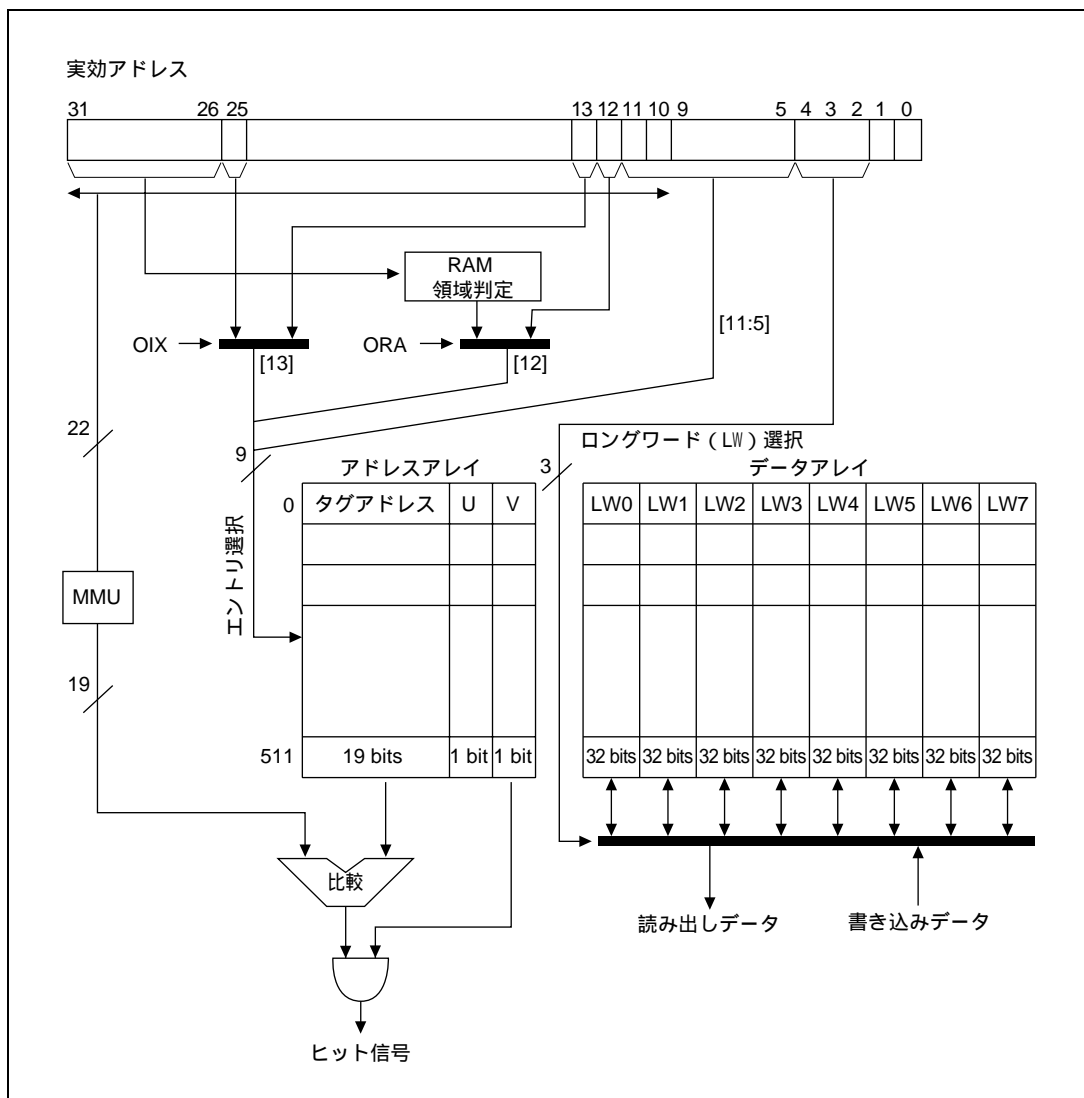 実効アドレス
31 26 25 13 12 11 10 9 5 4 3 2 1 0
RAM
領域判定
[11:5]
OIX
ORA
[13]
[12]
22
9
ロングワード(LW)選択
3
アドレスアレイ
データアレイ
エントリ選択
0 タグアドレス U V
LW0 LW1 LW2 LW3 LW4 LW5 LW6 LW7
MMU
19
511 19 bits 1 bit 1 bit
32 bits 32 bits 32 bits 32 bits 32 bits 32 bits 32 bits 32 bits
比較
読み出しデータ
書き込みデータ
ヒット信号